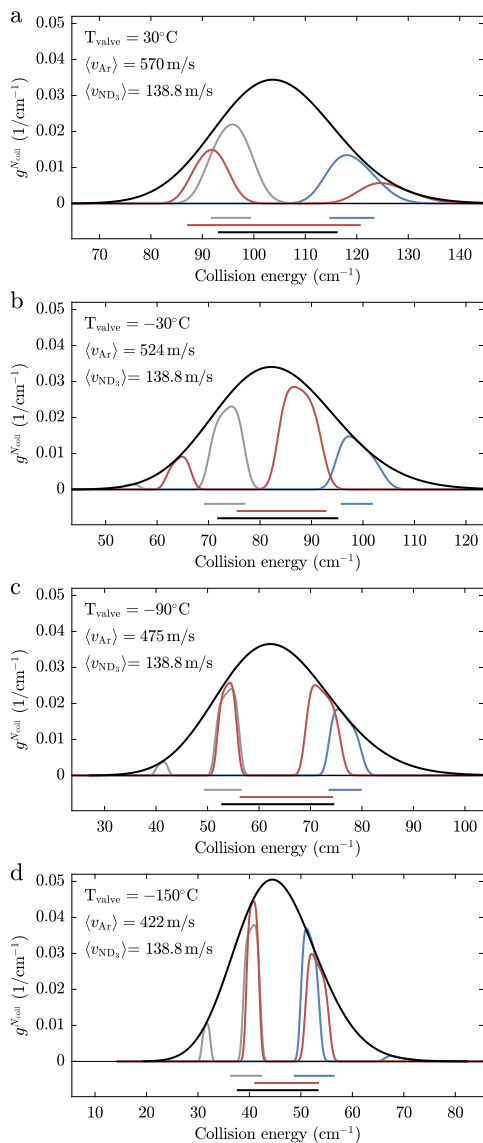 a
T_valve = 30°C
⟨v_Ar⟩ = 570 m/s
⟨v_ND₃⟩ = 138.8 m/s
g^N_coll (1/cm⁻¹)
0.05
0.04
0.03
0.02
0.01
0
70 80 90 100 110 120 130 140
Collision energy (cm⁻¹)
b
T_valve = −30°C
⟨v_Ar⟩ = 524 m/s
⟨v_ND₃⟩ = 138.8 m/s
g^N_coll (1/cm⁻¹)
0.05
0.04
0.03
0.02
0.01
0
50 60 70 80 90 100 110 120
Collision energy (cm⁻¹)
c
T_valve = −90°C
⟨v_Ar⟩ = 475 m/s
⟨v_ND₃⟩ = 138.8 m/s
g^N_coll (1/cm⁻¹)
0.05
0.04
0.03
0.02
0.01
0
30 40 50 60 70 80 90 100
Collision energy (cm⁻¹)
d
T_valve = −150°C
⟨v_Ar⟩ = 422 m/s
⟨v_ND₃⟩ = 138.8 m/s
g^N_coll (1/cm⁻¹)
0.05
0.04
0.03
0.02
0.01
0
10 20 30 40 50 60 70 80
Collision energy (cm⁻¹)